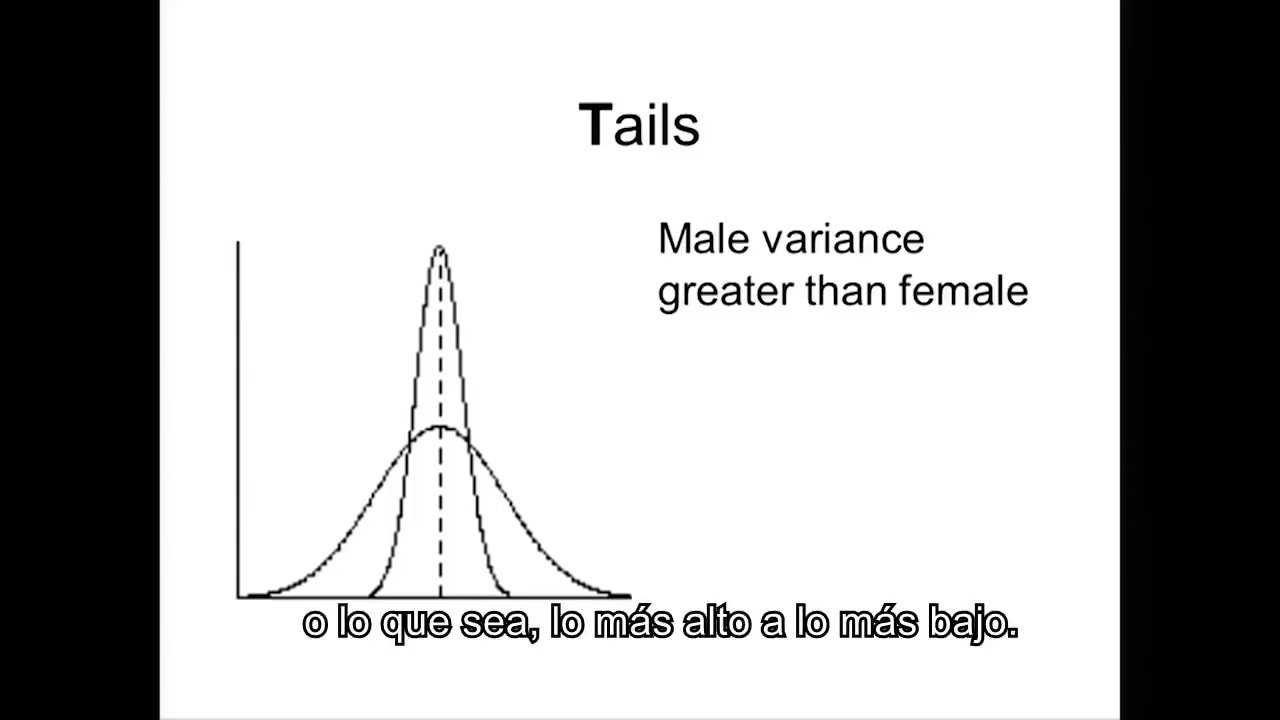 Tails
Male variance
greater than female
o lo que sea, lo más alto a lo más bajo.